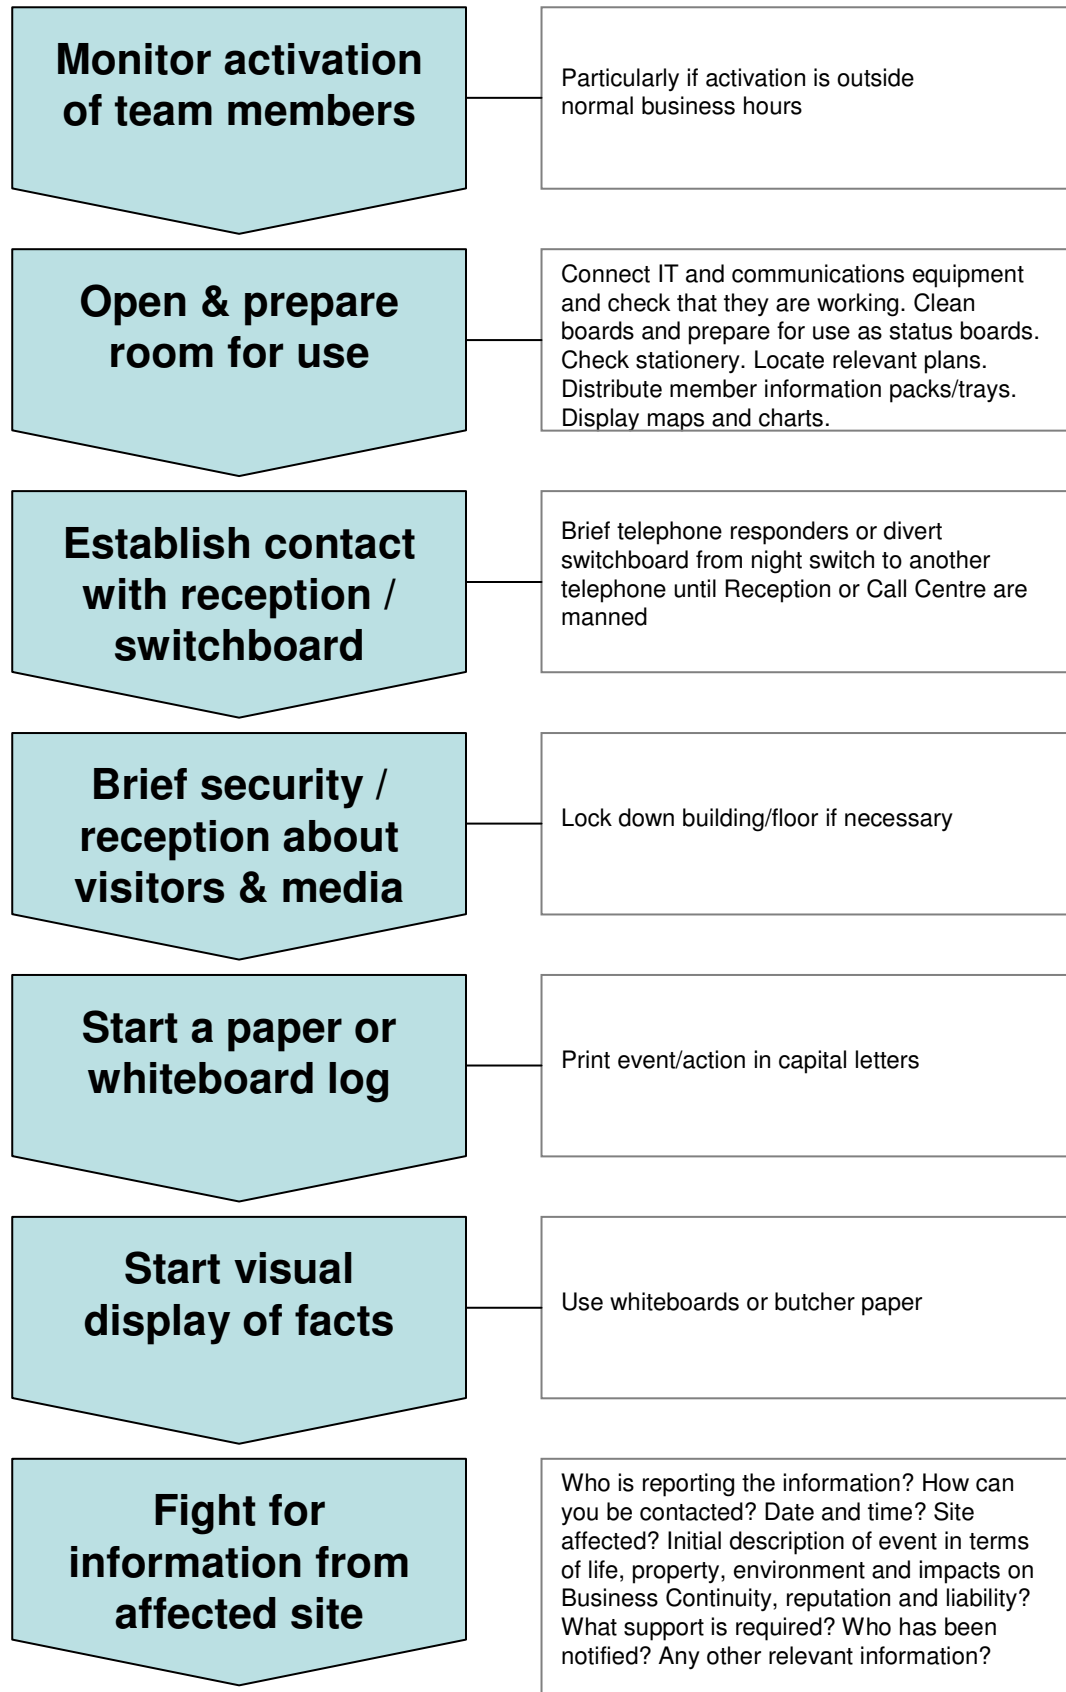 Monitor activation
of team members
Particularly if activation is outside
normal business hours
Open & prepare
room for use
Connect IT and communications equipment
and check that they are working. Clean
boards and prepare for use as status boards.
Check stationery. Locate relevant plans.
Distribute member information packs/trays.
Display maps and charts.
Establish contact
with reception /
switchboard
Brief telephone responders or divert
switchboard from night switch to another
telephone until Reception or Call Centre are
manned
Brief security /
reception about
visitors & media
Lock down building/floor if necessary
Start a paper or
whiteboard log
Print event/action in capital letters
Start visual
display of facts
Use whiteboards or butcher paper
Fight for
information from
affected site
Who is reporting the information? How can
you be contacted? Date and time? Site
affected? Initial description of event in terms
of life, property, environment and impacts on
Business Continuity, reputation and liability?
What support is required? Who has been
notified? Any other relevant information?